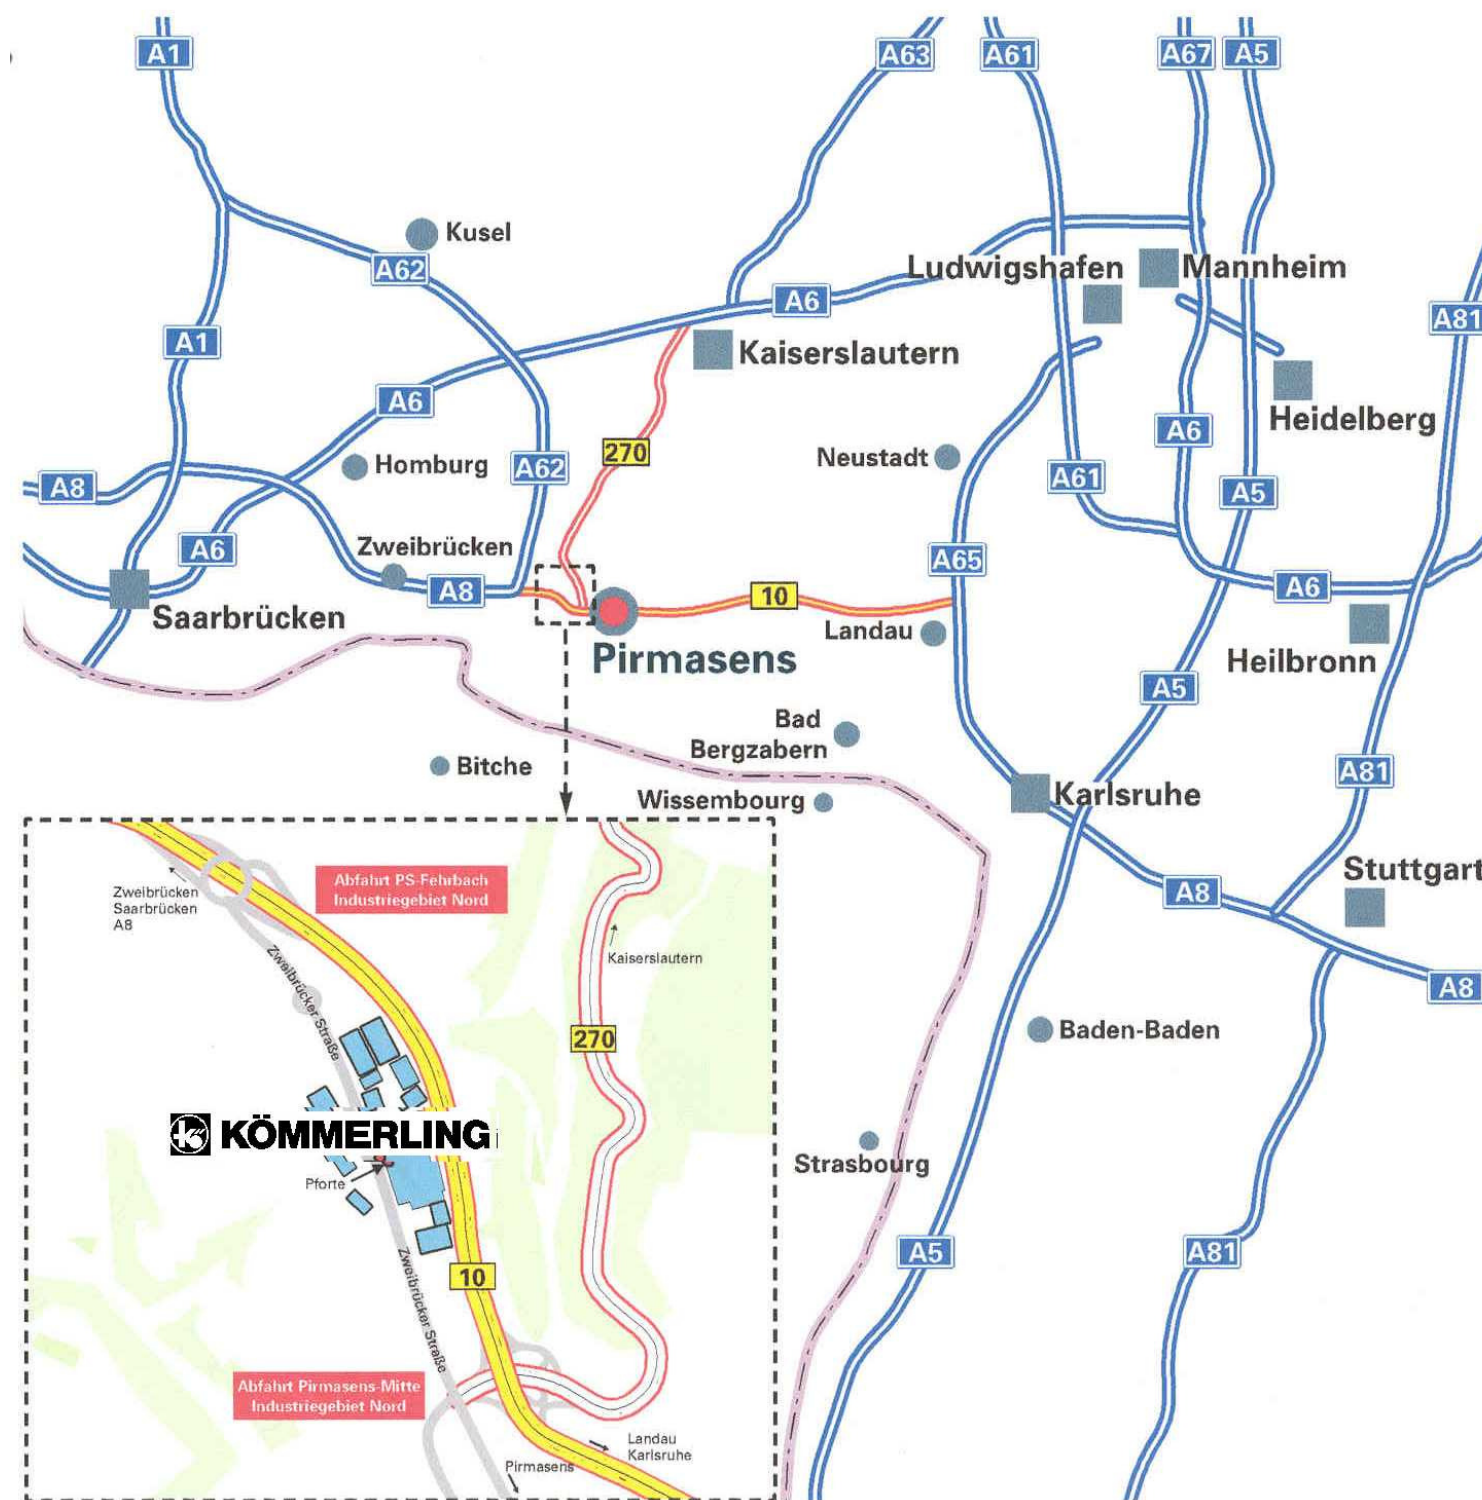 A1
A63
A61
A67
A5
Kusel
A62
Ludwigshafen
Mannheim
A6
A81
A1
Kaiserslautern
A6
Heidelberg
A6
270
Neustadt
Homburg
A62
A61
A8
A5
A6
Zweibrücken
A65
A8
10
A6
Saarbrücken
Landau
Pirmasens
Heilbronn
A5
Bad
Bergzabern
Bitche
A81
Wissembourg
Karlsruhe
Stuttgart
A8
A8
Baden-Baden
Strasbourg
A5
A81
Abfahrt PS-Fehrbach
Industriegebiet Nord
Zweibrücken
Saarbrücken
A8
Zweibrücker Straße
Kaiserslautern
270
KÖMMERLING
Pforte
Zweibrücker Straße
10
Abfahrt Pirmasens-Mitte
Industriegebiet Nord
Landau
Karlsruhe
Pirmasens